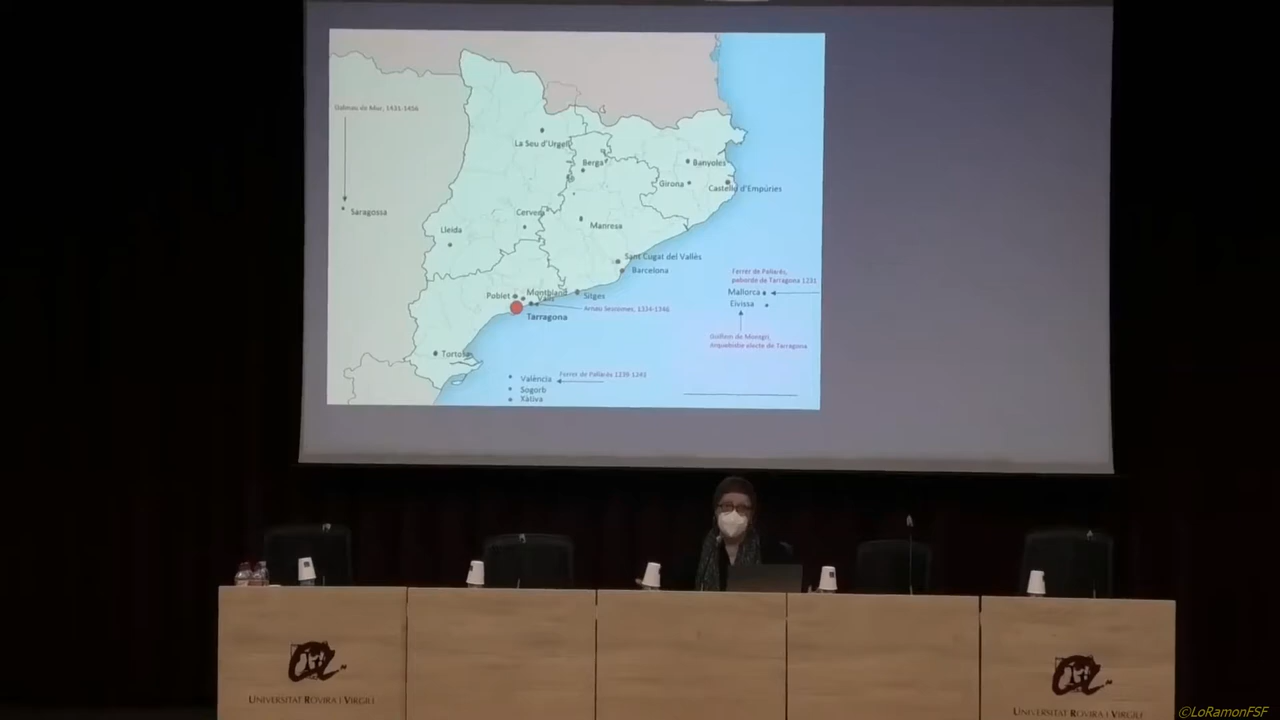 Dalmau de Mur, 1431-1456
La Seu d'Urgell
Berga
Banyoles
Girona
Castelló d'Empúries
Saragossa
Cervera
Lleida
Manresa
Sant Cugat del Vallès
Barcelona
Ferrer de Pallarès,
paborde de Tarragona 1231
Mallorca
Eivissa
Poblet
Montblanc
Valls
Sitges
Arnau Sescomes, 1334-1346
Tarragona
Guillem de Montgrí,
Arquebisbe electe de Tarragona
Tortosa
València
Ferrer de Pallarès 1239-1243
Sogorb
Xàtiva
UNIVERSITAT ROVIRA I VIRGILI
UNIVERSITAT ROVIRA I VIRGILI
©LoRamonFSF